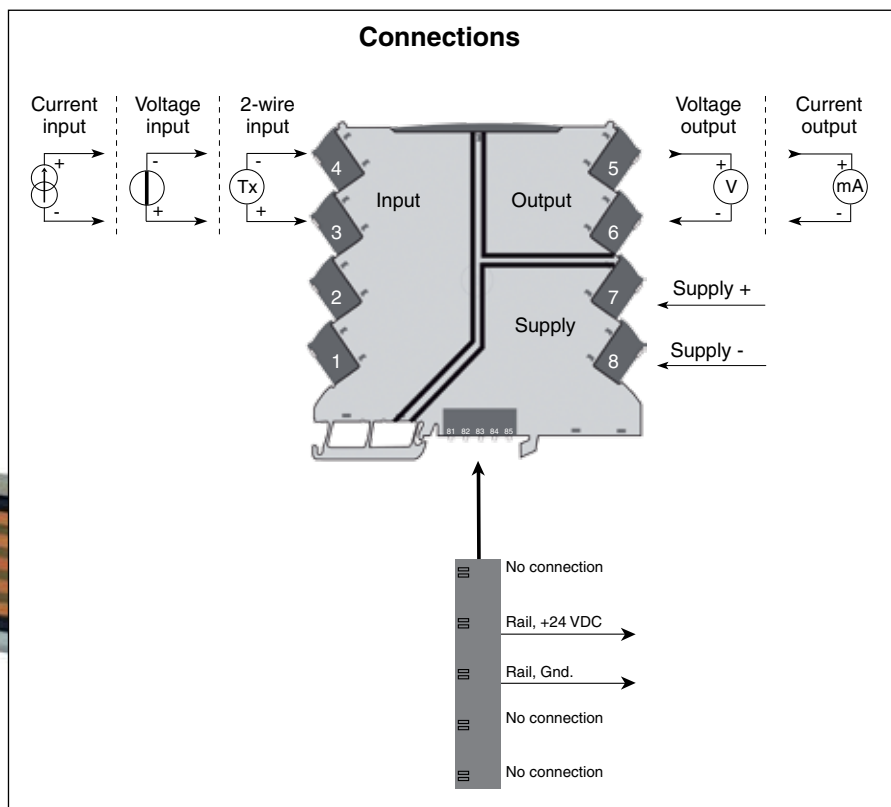 Connections
Current input
Voltage input
2-wire input
Voltage output
Current output
+
-
-
+
-
Tx
+
4
3
2
1
Input
Output
Supply
5
6
7
8
+
V
-
+
mA
-
Supply +
Supply -
81 82 83 84 85
No connection
Rail, +24 VDC
Rail, Gnd.
No connection
No connection